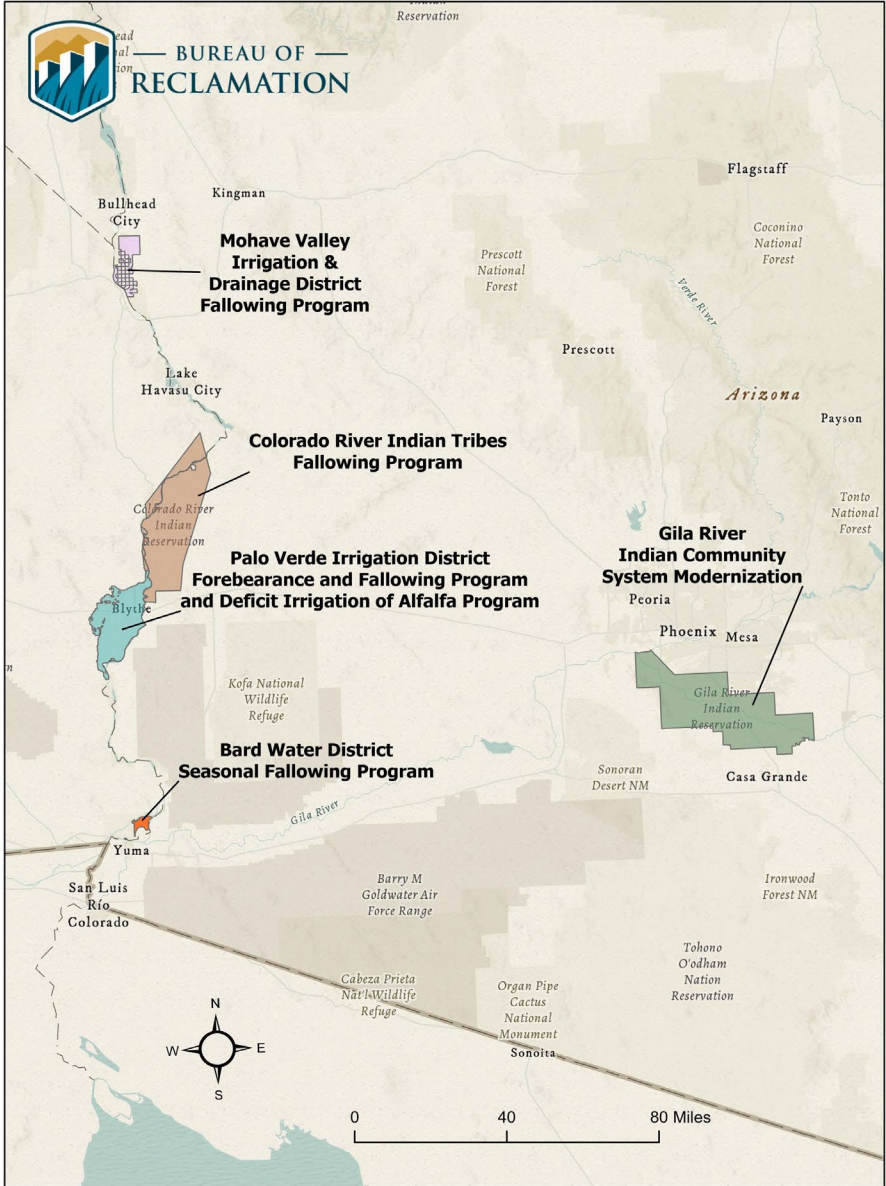 Reservation
BUREAU OF
RECLAMATION
Flagstaff
Kingman
Bullhead
City
Coconino
National
Forest
Mohave Valley
Irrigation &
Drainage District
Fallowing Program
Prescott
National
Forest
Verde River
Prescott
Lake
Havasu City
Arizona
Payson
Colorado River Indian Tribes
Fallowing Program
Tonto
National
Forest
Colorado River
Indian
Reservation
Gila River
Indian Community
System Modernization
Palo Verde Irrigation District
Forebearance and Fallowing Program
and Deficit Irrigation of Alfalfa Program
Blythe
Peoria
Phoenix
Mesa
Kofa National
Wildlife
Refuge
Gila River
Indian
Reservation
Bard Water District
Seasonal Fallowing Program
Sonoran
Desert NM
Casa Grande
Gila River
Yuma
San Luis
Río
Colorado
Barry M
Goldwater Air
Force Range
Ironwood
Forest NM
Tohono
O'odham
Nation
Reservation
Cabeza Prieta
Nat'l Wildlife
Refuge
Organ Pipe
Cactus
National
Monument
Sonoita
N
W E
S
0 40 80 Miles